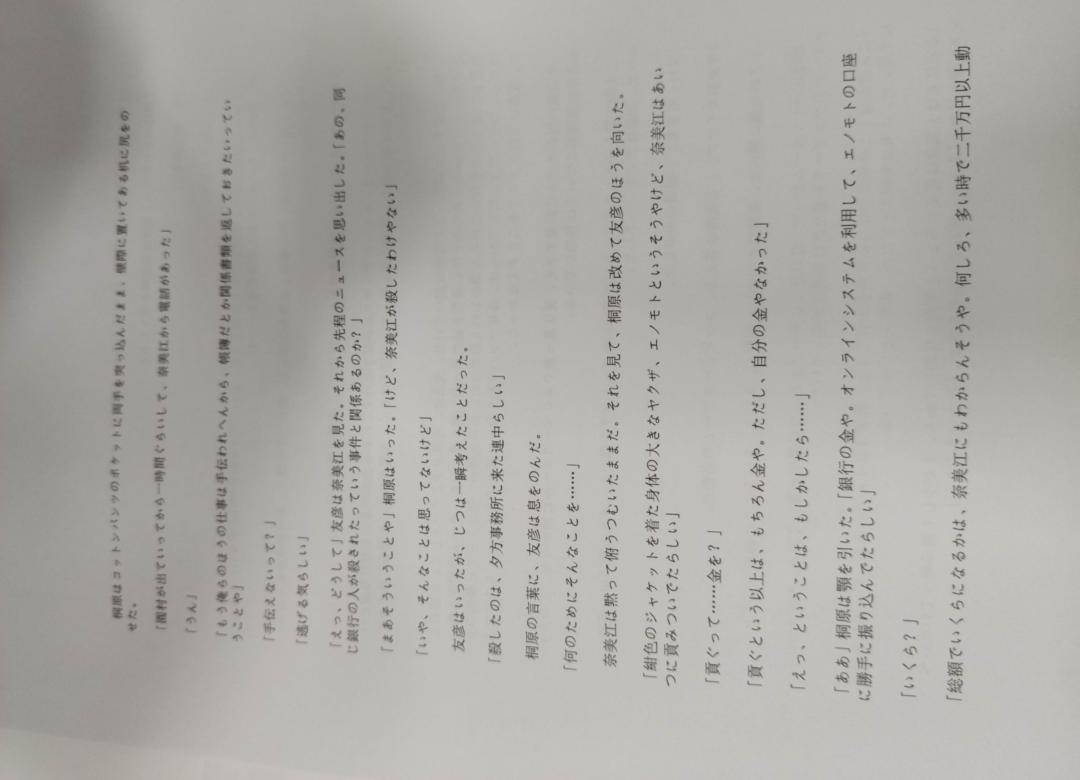 桐原はコットンパンツのポケットに両手を突っ込んだまま、壁際に置いてある机に尻をの
せた。
「園村が出ていってから一時間ぐらいして、奈美江から電話があった」
「うん」
「もう俺らのほうの仕事は手伝われへんから、帳簿だとか関係書類を返しておきたいってい
うことや」
「手伝えないって?」
「逃げる気らしい」
「えっ、どうして」友彦は奈美江を見た。それから先程のニュースを思い出した。「あの、同
じ銀行の人が殺されたっていう事件と関係あるのか?」
「まあそういうことや」桐原はいった。「けど、奈美江が殺したわけやない」
「いや、そんなことは思ってないけど」
友彦はいったが、じつは一瞬考えたことだった。
「殺したのは、夕方事務所に来た連中らしい」
桐原の言葉に、友彦は息をのんだ。
「何のためにそんなことを……」
奈美江は黙って俯うつむいたままだ。それを見て、桐原は改めて友彦のほうを向いた。
「紺色のジャケットを着た身体の大きなヤクザ、エノモトというそうやけど、奈美江はあい
つに貢みついでたらしい」
「貢ぐって……金を?」
「貢ぐという以上は、もちろん金や。ただし、自分の金やなかった」
「えっ、ということは、もしかしたら……」
「ああ」桐原は顎を引いた。「銀行の金や。オンラインシステムを利用して、エノモトの口座
に勝手に振り込んでたらしい」
「いくら?」
「総額でいくらになるかは、奈美江にもわからんそうや。何しろ、多い時で二千万円以上動